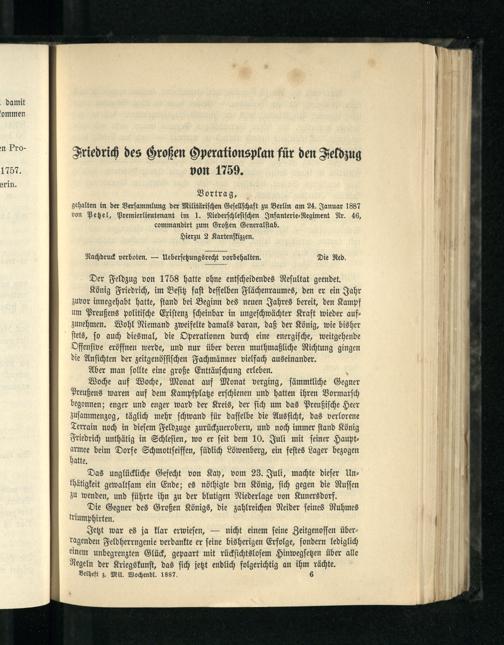 damit
kommen
en Pro-
1757.
erin.
Friedrich des Großen Operationsplan für den Feldzug
von 1759.
Vortrag,
gehalten in der Versammlung der Militärischen Gesellschaft zu Berlin am 24. Januar 1887
von Petzel, Premierlieutenant im 1. Niederschlesischen Infanterie-Regiment Nr. 46,
commandirt zum Großen Generalstab.
Hierzu 2 Kartenskizzen.
Nachdruck verboten. — Uebersetzungsrecht vorbehalten. Die Red.
Der Feldzug von 1758 hatte ohne entscheidendes Resultat geendet.
König Friedrich, im Besitz fast desselben Flächenraumes, den er ein Jahr
zuvor innegehabt hatte, stand bei Beginn des neuen Jahres bereit, den Kampf
um Preußens politische Existenz scheinbar in ungeschwächter Kraft wieder auf-
zunehmen. Wohl Niemand zweifelte damals daran, daß der König, wie bisher
stets, so auch diesmal, die Operationen durch eine energische, weitgehende
Offensive eröffnen werde, und nur über deren muthmaßliche Richtung gingen
die Ansichten der zeitgenössischen Fachmänner vielfach auseinander.
Aber man sollte eine große Enttäuschung erleben.
Woche auf Woche, Monat auf Monat verging, sämmtliche Gegner
Preußens waren auf dem Kampfplatze erschienen und hatten ihren Vormarsch
begonnen; enger und enger ward der Kreis, der sich um das Preußische Heer
zusammenzog, täglich mehr schwand für dasselbe die Aussicht, das verlorene
Terrain noch in diesem Feldzuge zurückzuerobern, und noch immer stand König
Friedrich unthätig in Schlesien, wo er seit dem 10. Juli mit seiner Haupt-
armee beim Dorfe Schmottseiffen, südlich Löwenberg, ein festes Lager bezogen
hatte.
Das unglückliche Gefecht von Kay, vom 23. Juli, machte dieser Un-
thätigkeit gewaltsam ein Ende; es nöthigte den König, sich gegen die Russen
zu wenden, und führte ihn zu der blutigen Niederlage von Kunersdorf.
Die Gegner des Großen Königs, die zahlreichen Neider seines Ruhmes
triumphirten.
Jetzt war es ja klar erwiesen, — nicht einem seine Zeitgenossen über-
ragenden Feldherrngenie verdankte er seine bisherigen Erfolge, sondern lediglich
einem unbegrenzten Glück, gepaart mit rücksichtslosem Hinwegsetzen über alle
Regeln der Kriegskunst, das sich jetzt endlich folgerichtig an ihm rächte.
Beiheft z. Mil. Wochenbl. 1887. 6